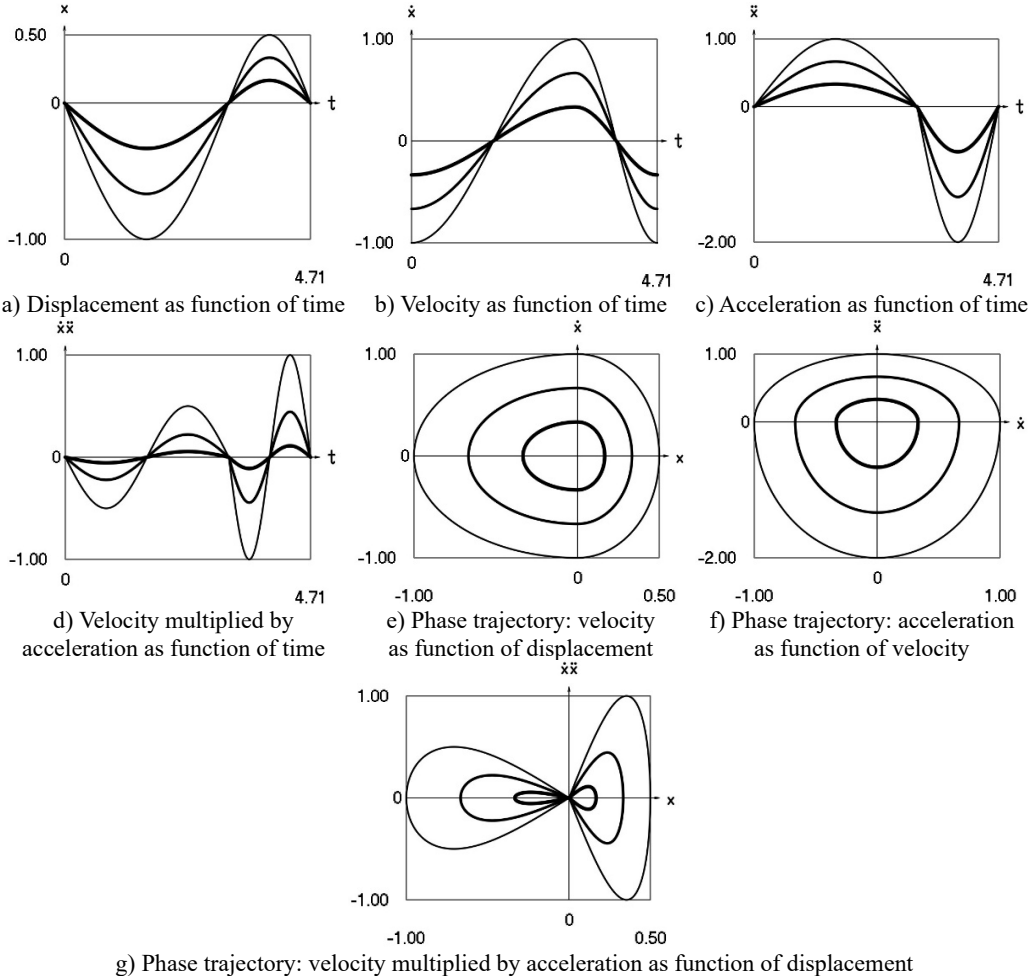 x
0.50
0
t
-1.00
0
4.71
a) Displacement as function of time
ẋ
1.00
0
t
-1.00
0
4.71
b) Velocity as function of time
ẍ
1.00
0
t
-2.00
0
4.71
c) Acceleration as function of time
ẋẍ
1.00
0
t
-1.00
0
4.71
d) Velocity multiplied by
acceleration as function of time
ẋ
1.00
0
x
-1.00
0
-1.00
0.50
e) Phase trajectory: velocity
as function of displacement
ẍ
1.00
0
ẋ
-2.00
0
-1.00
1.00
f) Phase trajectory: acceleration
as function of velocity
ẋẍ
1.00
0
x
-1.00
0
-1.00
0.50
g) Phase trajectory: velocity multiplied by acceleration as function of displacement